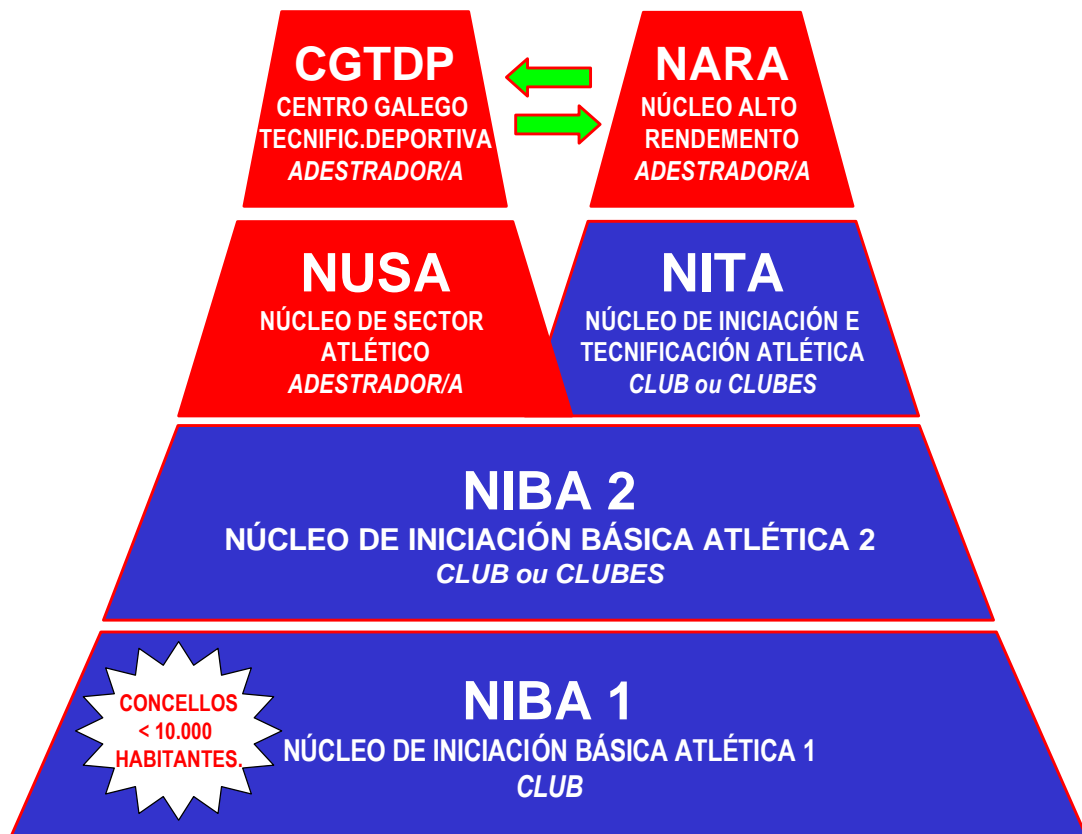 CGTDP
CENTRO GALEGO
TECNIFIC.DEPORTIVA
ADESTRADOR/A
NARA
NÚCLEO ALTO
RENDEMENTO
ADESTRADOR/A
NUSA
NÚCLEO DE SECTOR
ATLÉTICO
ADESTRADOR/A
NITA
NÚCLEO DE INICIACIÓN E
TECNIFICACIÓN ATLÉTICA
CLUB ou CLUBES
NIBA 2
NÚCLEO DE INICIACIÓN BÁSICA ATLÉTICA 2
CLUB ou CLUBES
CONCELLOS
< 10.000
HABITANTES.
NIBA 1
NÚCLEO DE INICIACIÓN BÁSICA ATLÉTICA 1
CLUB